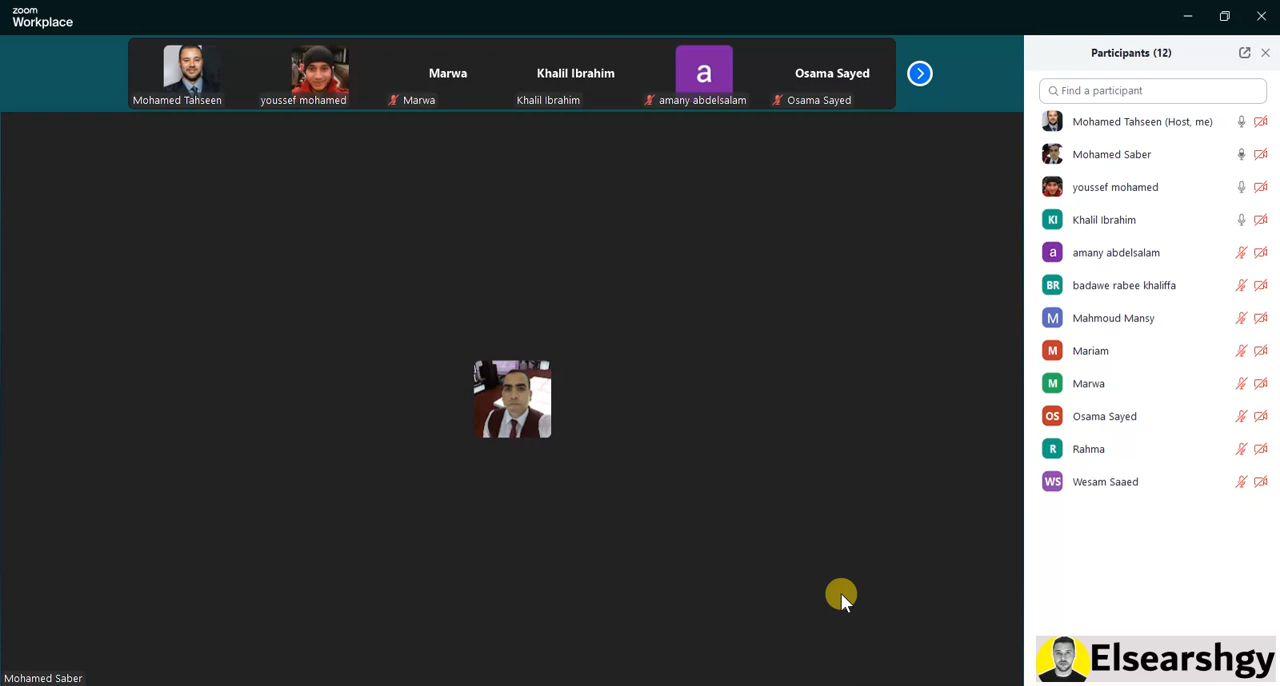 zoom
Workplace
Mohamed Tahseen
youssef mohamed
Marwa
Marwa
Khalil Ibrahim
Khalil Ibrahim
a
amany abdelsalam
Osama Sayed
Osama Sayed
Mohamed Saber
Participants (12)
Find a participant
Mohamed Tahseen (Host, me)
Mohamed Saber
youssef mohamed
KI Khalil Ibrahim
a amany abdelsalam
BR badawe rabee khaliffa
M Mahmoud Mansy
M Mariam
M Marwa
OS Osama Sayed
R Rahma
WS Wesam Saaed
Elsearshgy